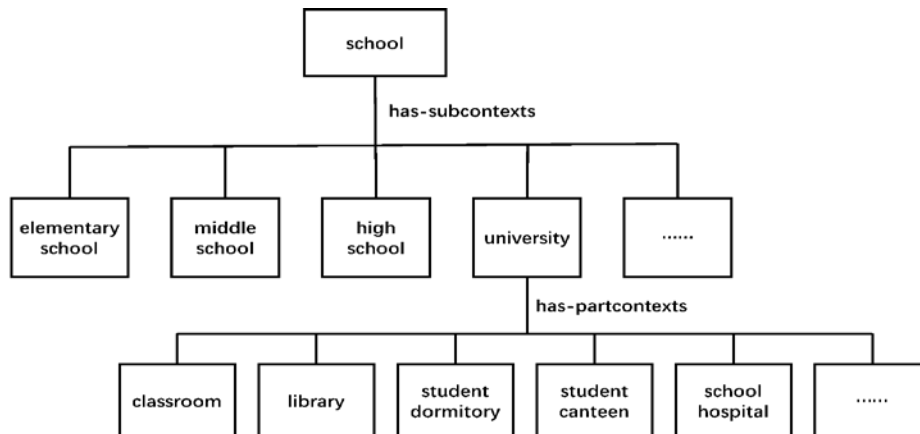 school
has-subcontexts
elementary
school
middle
school
high
school
university
......
has-partcontexts
classroom
library
student
dormitory
student
canteen
school
hospital
......